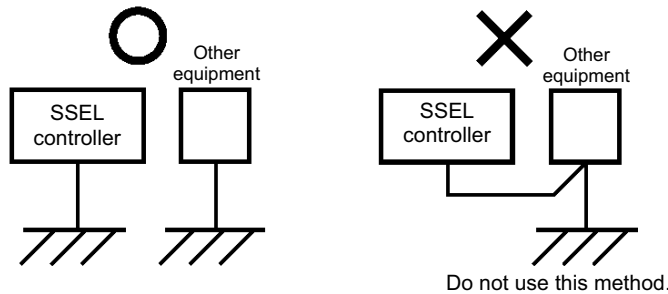 Other
equipment
SSEL
controller
Other
equipment
SSEL
controller
Do not use this method.